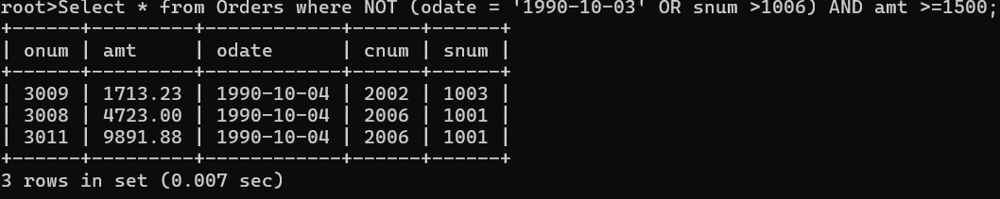 root>Select * from Orders where NOT (odate = '1990-10-03' OR snum >1006) AND amt >=1500;
+------+---------+------------+------+------+
| onum | amt     | odate      | cnum | snum |
+------+---------+------------+------+------+
| 3009 | 1713.23 | 1990-10-04 | 2002 | 1003 |
| 3008 | 4723.00 | 1990-10-04 | 2006 | 1001 |
| 3011 | 9891.88 | 1990-10-04 | 2006 | 1001 |
+------+---------+------------+------+------+
3 rows in set (0.007 sec)